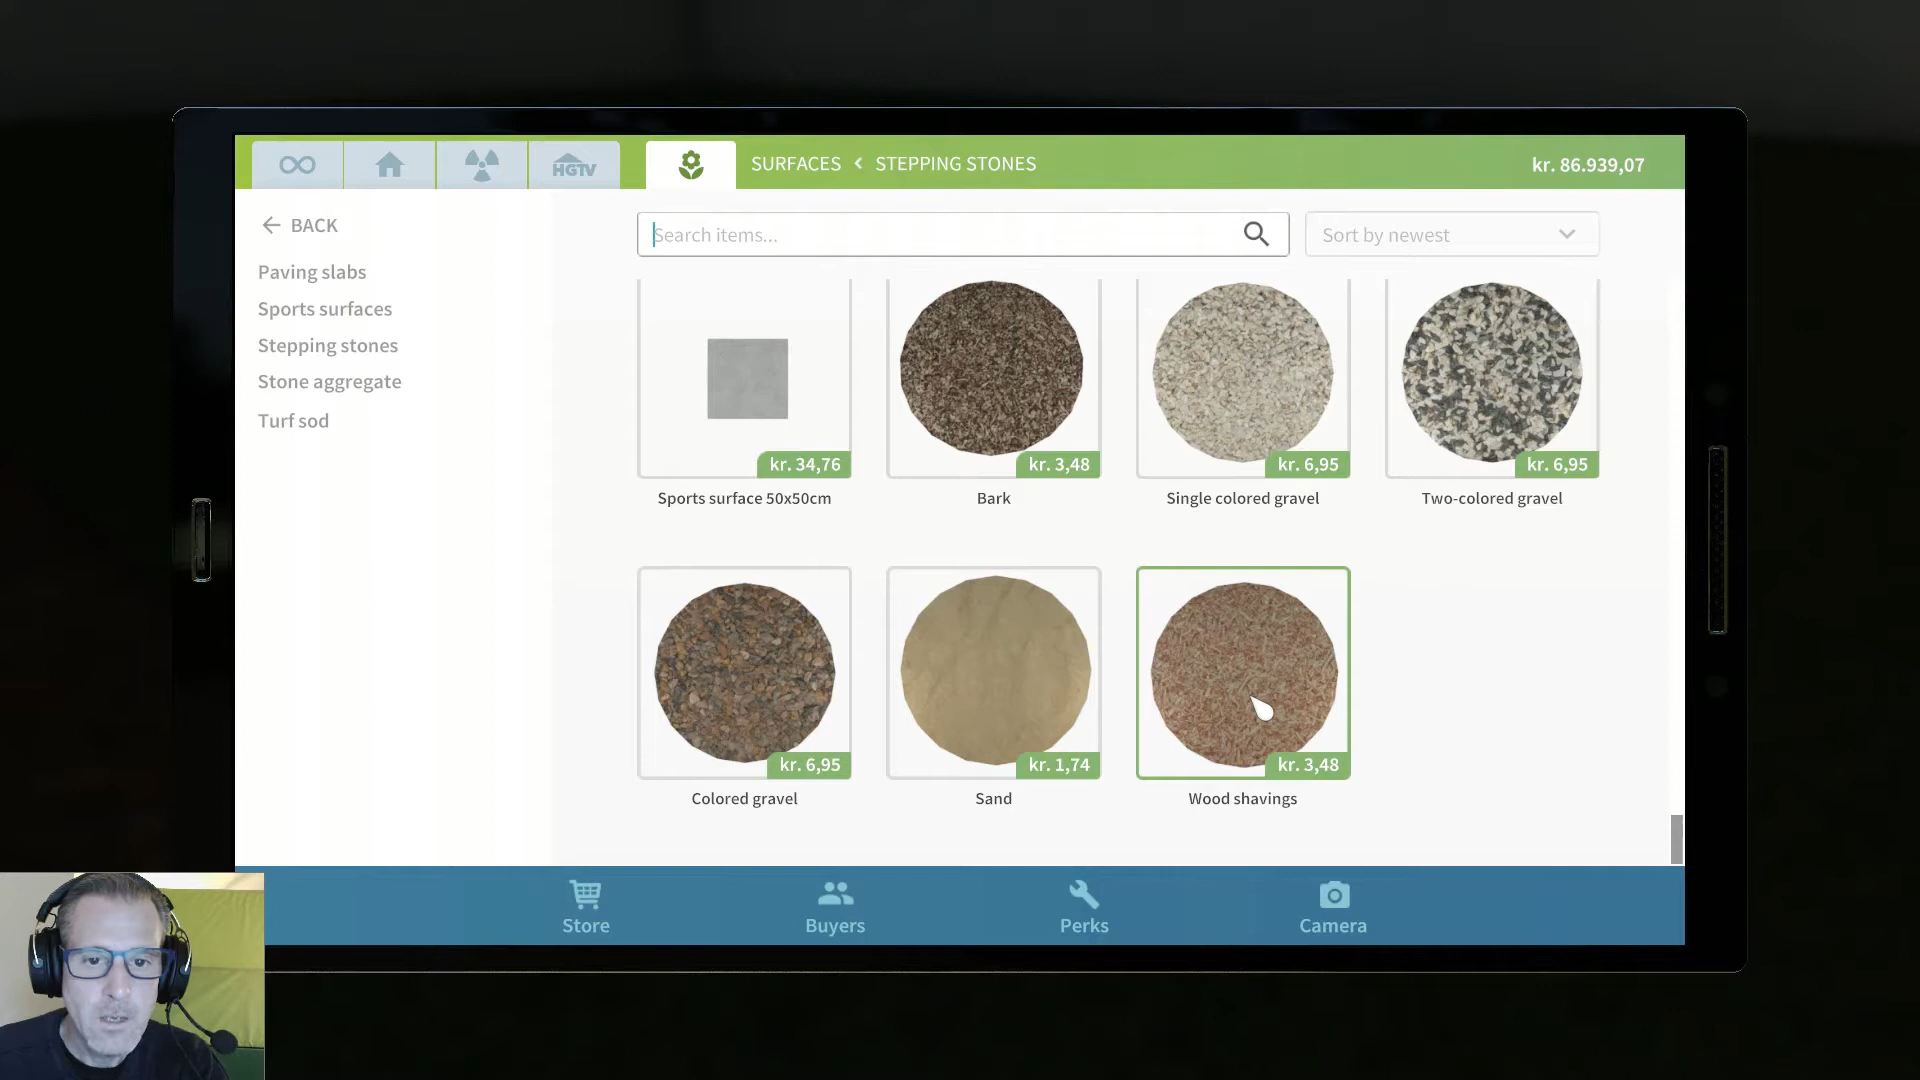 HGTV
SURFACES < STEPPING STONES
kr. 86.939,07
BACK
Search items...
Sort by newest
Paving slabs
Sports surfaces
Stepping stones
Stone aggregate
Turf sod
kr. 34,76
kr. 3,48
kr. 6,95
kr. 6,95
Sports surface 50x50cm
Bark
Single colored gravel
Two-colored gravel
kr. 6,95
kr. 1,74
kr. 3,48
Colored gravel
Sand
Wood shavings
Store
Buyers
Perks
Camera